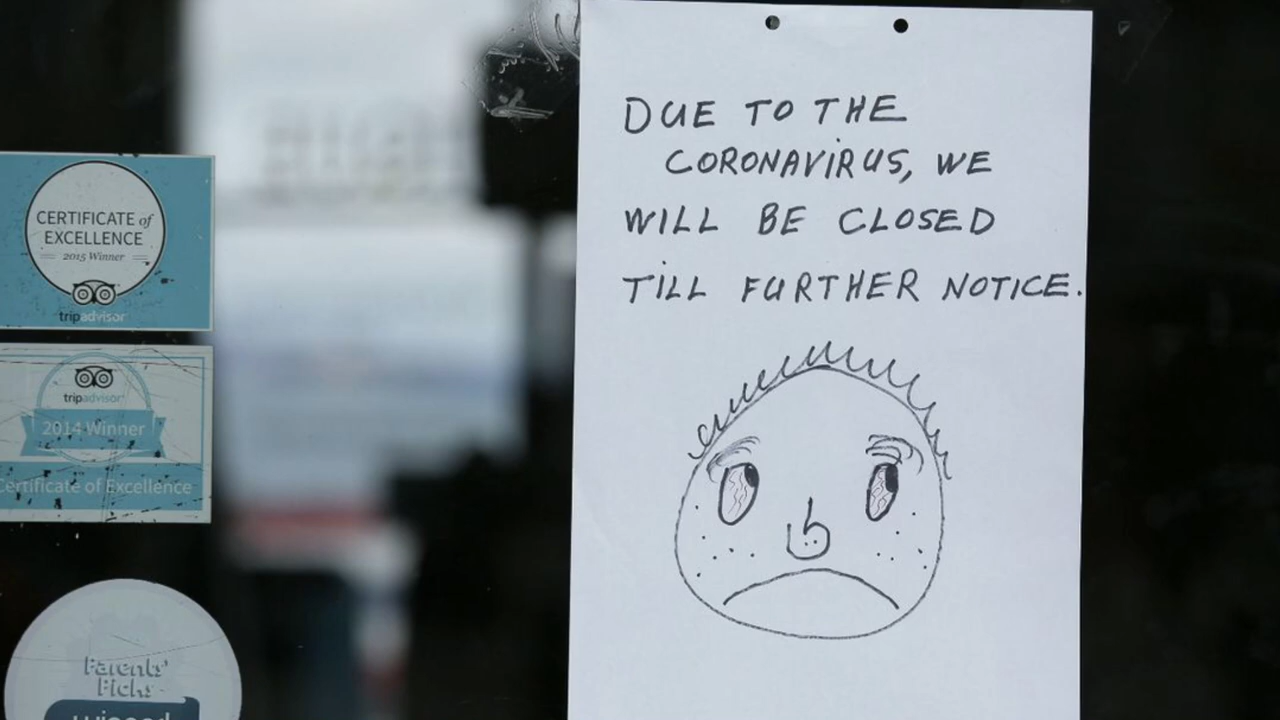 DUE TO THE
CORONAVIRUS, WE
WILL BE CLOSED
TILL FURTHER NOTICE.
CERTIFICATE of
EXCELLENCE
2015 Winner
tripadvisor
tripadvisor
2014 Winner
Certificate of Excellence
Parents'
Picks